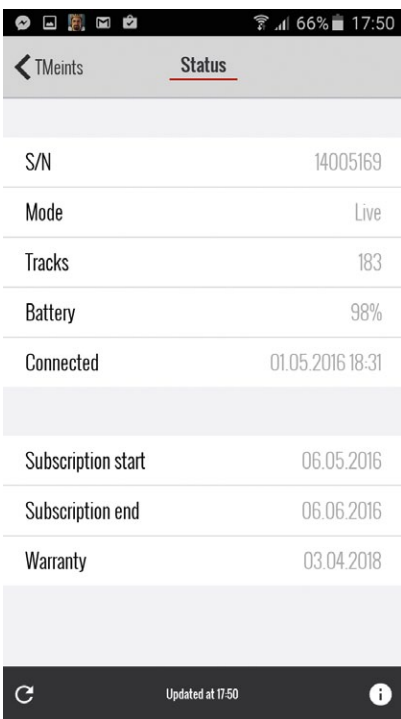 66% 17:50
TMeints Status
S/N 14005169
Mode Live
Tracks 183
Battery 98%
Connected 01.05.2016 18:31
Subscription start 06.05.2016
Subscription end 06.06.2016
Warranty 03.04.2018
Updated at 17:50